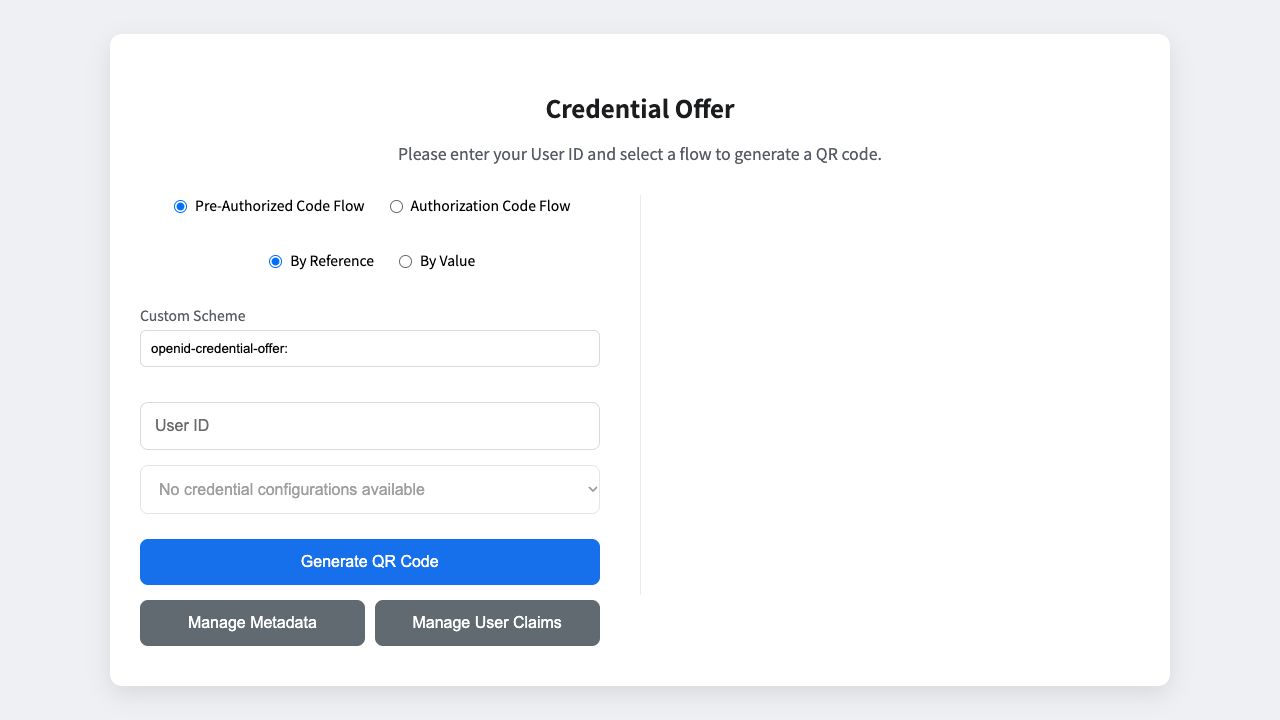 Credential Offer
Please enter your User ID and select a flow to generate a QR code.
Pre-Authorized Code Flow Authorization Code Flow
By Reference By Value
Custom Scheme
openid-credential-offer:
User ID
No credential configurations available
Generate QR Code
Manage Metadata Manage User Claims